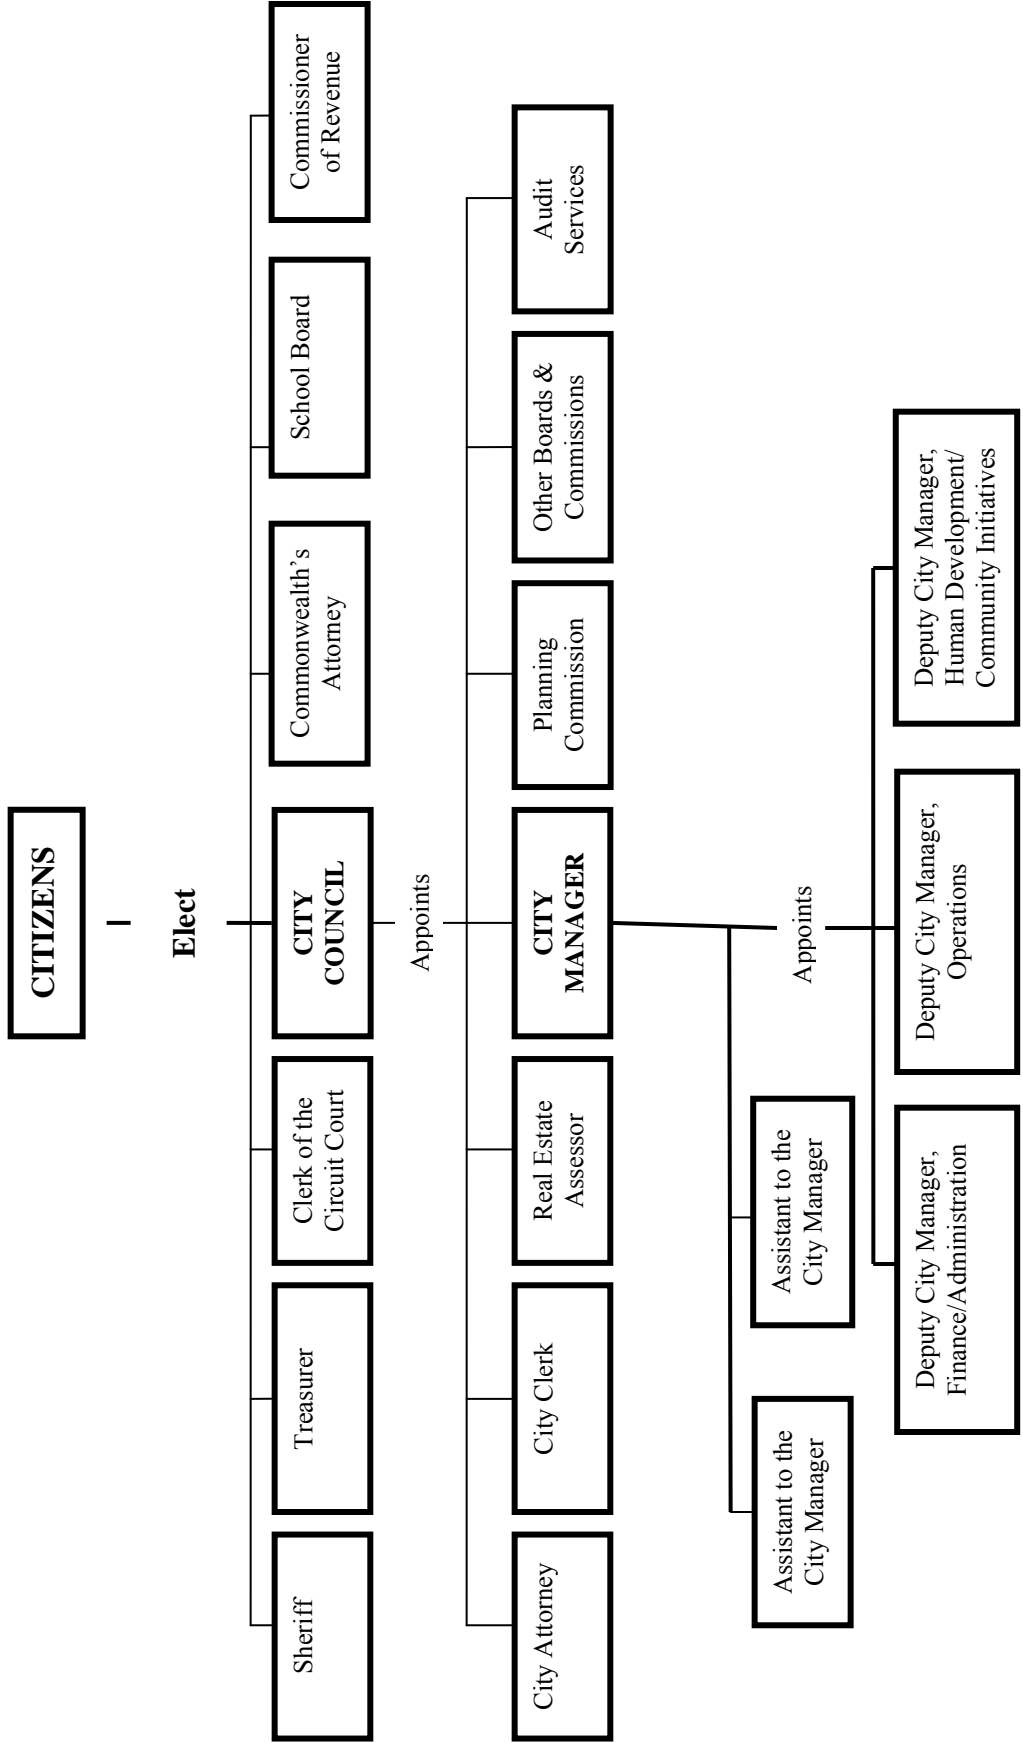 CITIZENS
Elect
Sheriff
Treasurer
Clerk of the
Circuit Court
CITY
COUNCIL
Commonwealth's
Attorney
School Board
Commissioner
of Revenue
Appoints
City Attorney
City Clerk
Real Estate
Assessor
CITY
MANAGER
Planning
Commission
Other Boards &
Commissions
Audit
Services
Assistant to the
City Manager
Assistant to the
City Manager
Appoints
Deputy City Manager,
Finance/Administration
Deputy City Manager,
Operations
Deputy City Manager,
Human Development/
Community Initiatives